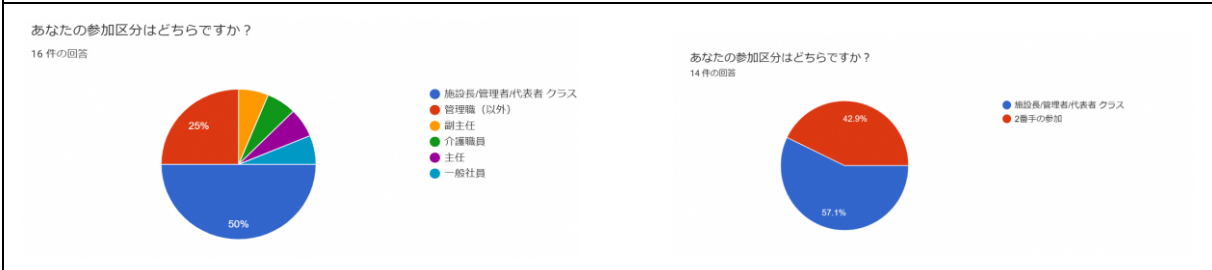 あなたの参加区分はどちらですか？
16 件の回答
施設長/管理者/代表者 クラス
管理職（以外）
副主任
介護職員
主任
一般社員
25%
50%
あなたの参加区分はどちらですか？
14 件の回答
施設長/管理者/代表者 クラス
2番手の参加
42.9%
57.1%